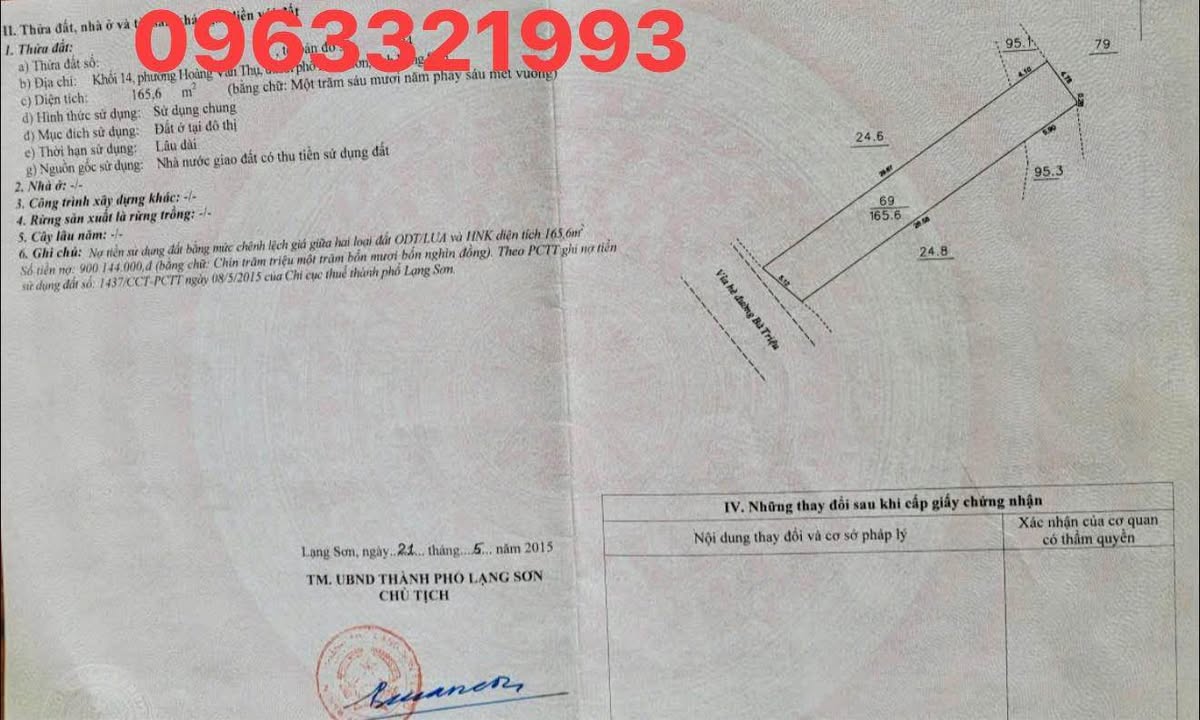 0963321993
II. Thửa đất, nhà ở và
đất
1. Thửa đất:
a) Thửa đất số:
b) Địa chỉ: Khối 14, phường Hoàng Văn Thụ,
c) Diện tích: 165,6 m² (bằng chữ: Một trăm sáu mươi năm phảy sáu mét vuông)
d) Hình thức sử dụng: Sử dụng chung
đ) Mục đích sử dụng: Đất ở tại đô thị
e) Thời hạn sử dụng: Lâu dài
g) Nguồn gốc sử dụng: Nhà nước giao đất có thu tiền sử dụng đất
2. Nhà ở: -/-
3. Công trình xây dựng khác: -/-
4. Rừng sản xuất là rừng trồng: -/-
5. Cây lâu năm: -/-
6. Ghi chú: Nợ tiền sử dụng đất bằng mức chênh lệch giá giữa hai loại đất ODT/LUA và HNK diện tích 165,6m²
Số tiền nợ: 900 144.000,đ (bằng chữ: Chín trăm triệu một trăm bốn mươi bốn nghìn đồng). Theo PCTT ghi nợ tiền
sử dụng đất số: 1437/CCT-PCTT ngày 08/5/2015 của Chi cục thuế thành phố Lạng Sơn.
Lạng Sơn, ngày..21... tháng...5... năm 2015
TM. UBND THÀNH PHỐ LẠNG SƠN
CHỦ TỊCH
95.1
79
4.10
4.78
5.90
24.6
95.3
69
165.6
24.8
5.12
Vỉa hè đường Bà Triệu
IV. Những thay đổi sau khi cấp giấy chứng nhận
Nội dung thay đổi và cơ sở pháp lý
Xác nhận của cơ quan
có thẩm quyền